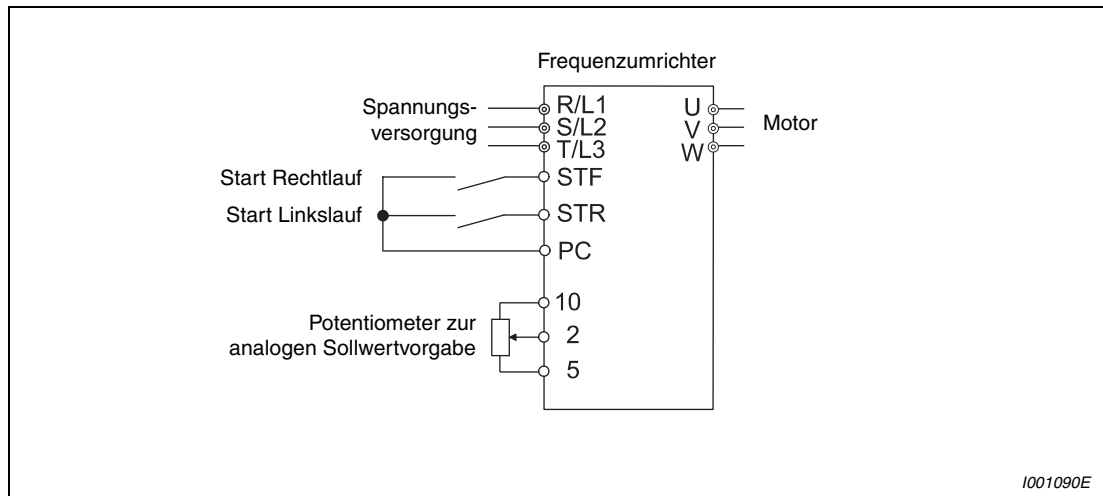 Frequenzumrichter
Spannungs-
versorgung
R/L1
S/L2
T/L3
U
V
W
Motor
Start Rechtlauf
STF
Start Linkslauf
STR
PC
Potentiometer zur
analogen Sollwertvorgabe
10
2
5
I001090E